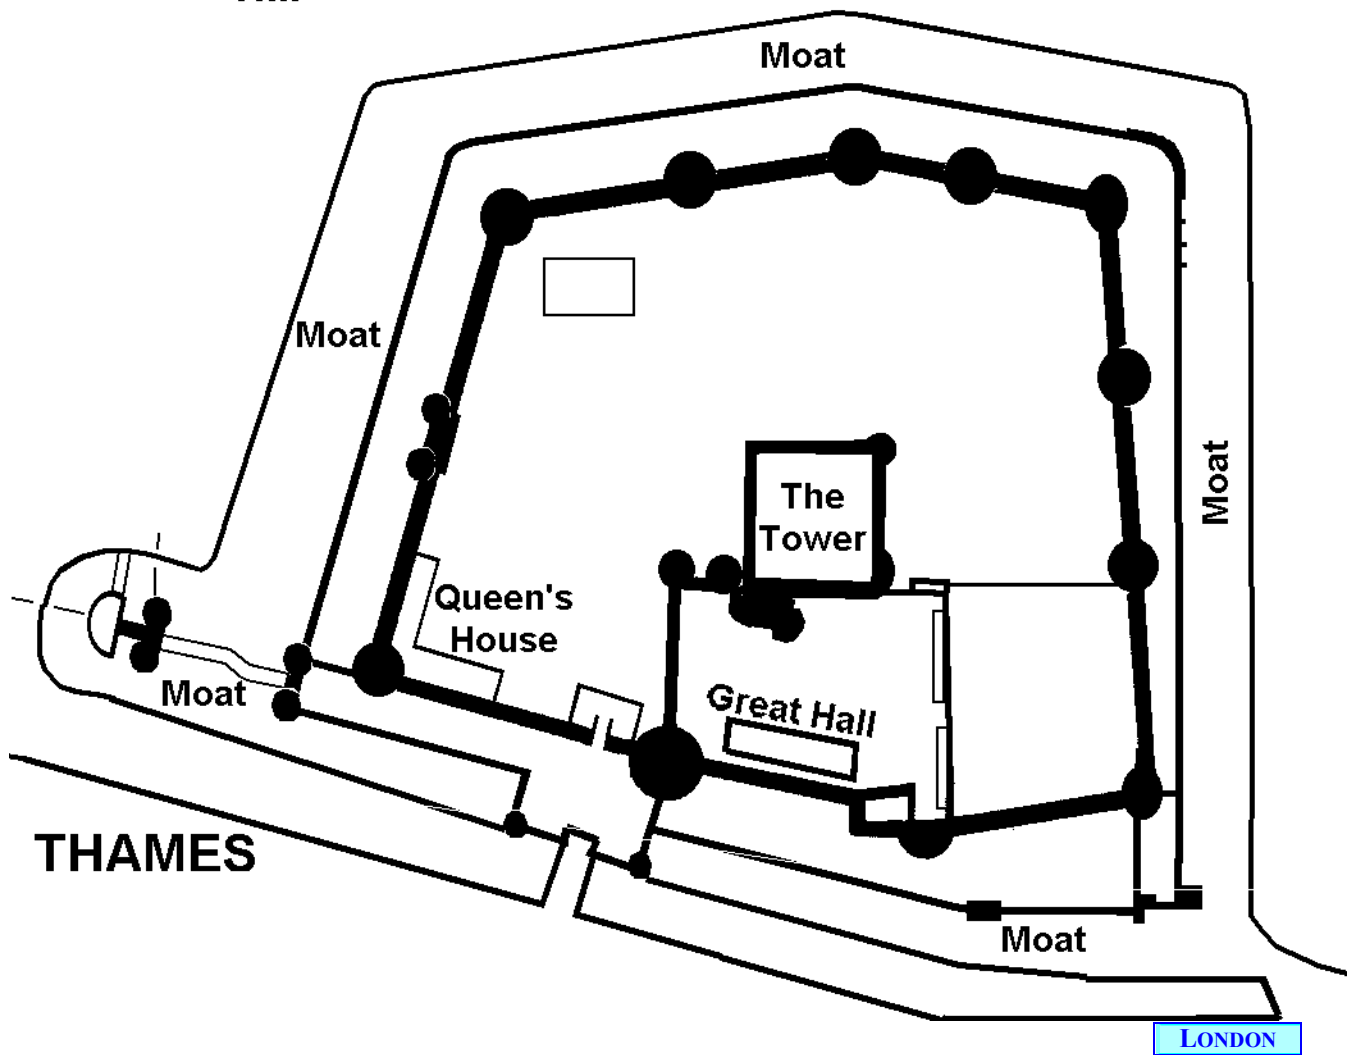 Moat
Moat
Moat
The
Tower
Queen's
House
Moat
Great Hall
THAMES
Moat
LONDON